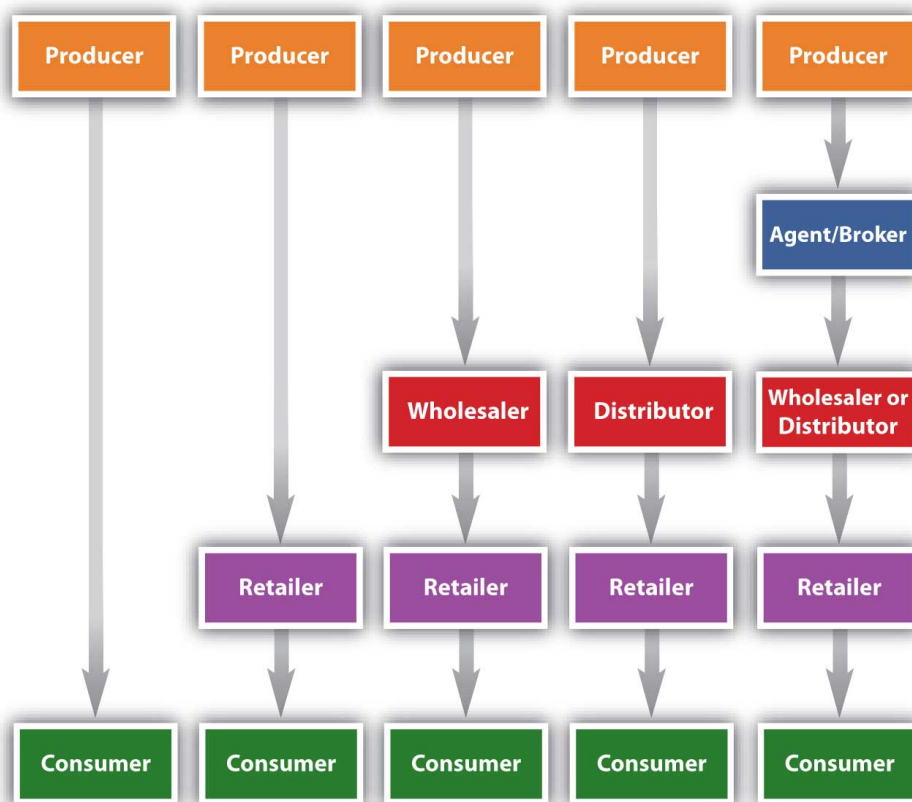 Producer
Producer
Producer
Producer
Producer
Agent/Broker
Wholesaler
Distributor
Wholesaler or
Distributor
Retailer
Retailer
Retailer
Retailer
Consumer
Consumer
Consumer
Consumer
Consumer